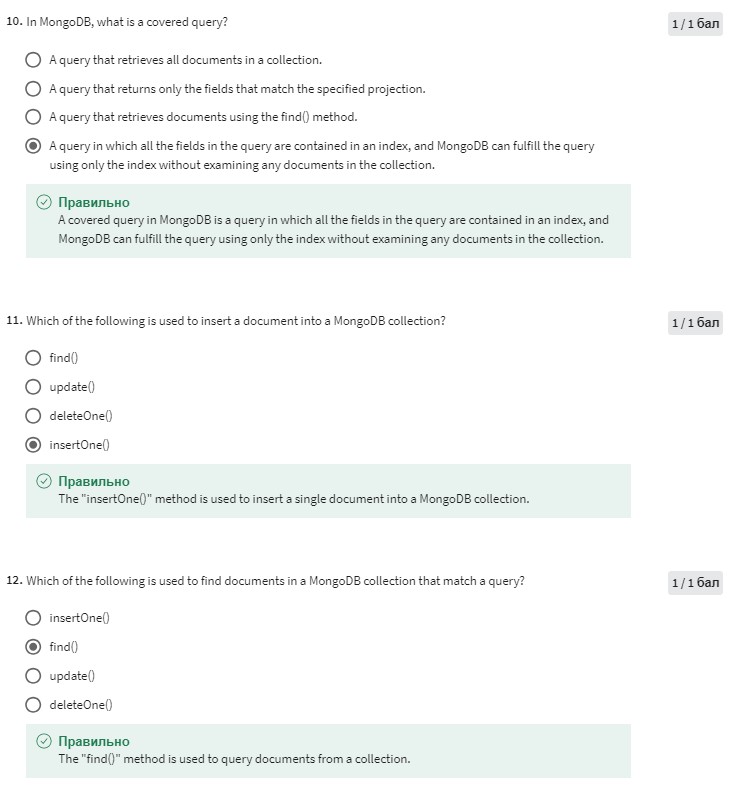 10. In MongoDB, what is a covered query?
1 / 1 бал
A query that retrieves all documents in a collection.
A query that returns only the fields that match the specified projection.
A query that retrieves documents using the find() method.
A query in which all the fields in the query are contained in an index, and MongoDB can fulfill the query
using only the index without examining any documents in the collection.
Правильно
A covered query in MongoDB is a query in which all the fields in the query are contained in an index, and
MongoDB can fulfill the query using only the index without examining any documents in the collection.
11. Which of the following is used to insert a document into a MongoDB collection?
1 / 1 бал
find()
update()
deleteOne()
insertOne()
Правильно
The "insertOne()" method is used to insert a single document into a MongoDB collection.
12. Which of the following is used to find documents in a MongoDB collection that match a query?
1 / 1 бал
insertOne()
find()
update()
deleteOne()
Правильно
The "find()" method is used to query documents from a collection.